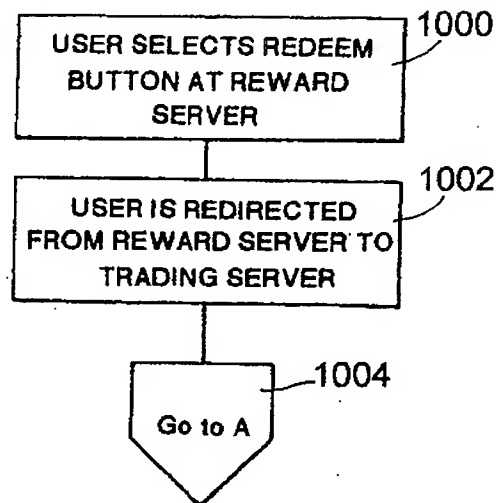 1000
USER SELECTS REDEEM
BUTTON AT REWARD
SERVER
1002
USER IS REDIRECTED
FROM REWARD SERVER TO
TRADING SERVER
1004
Go to A